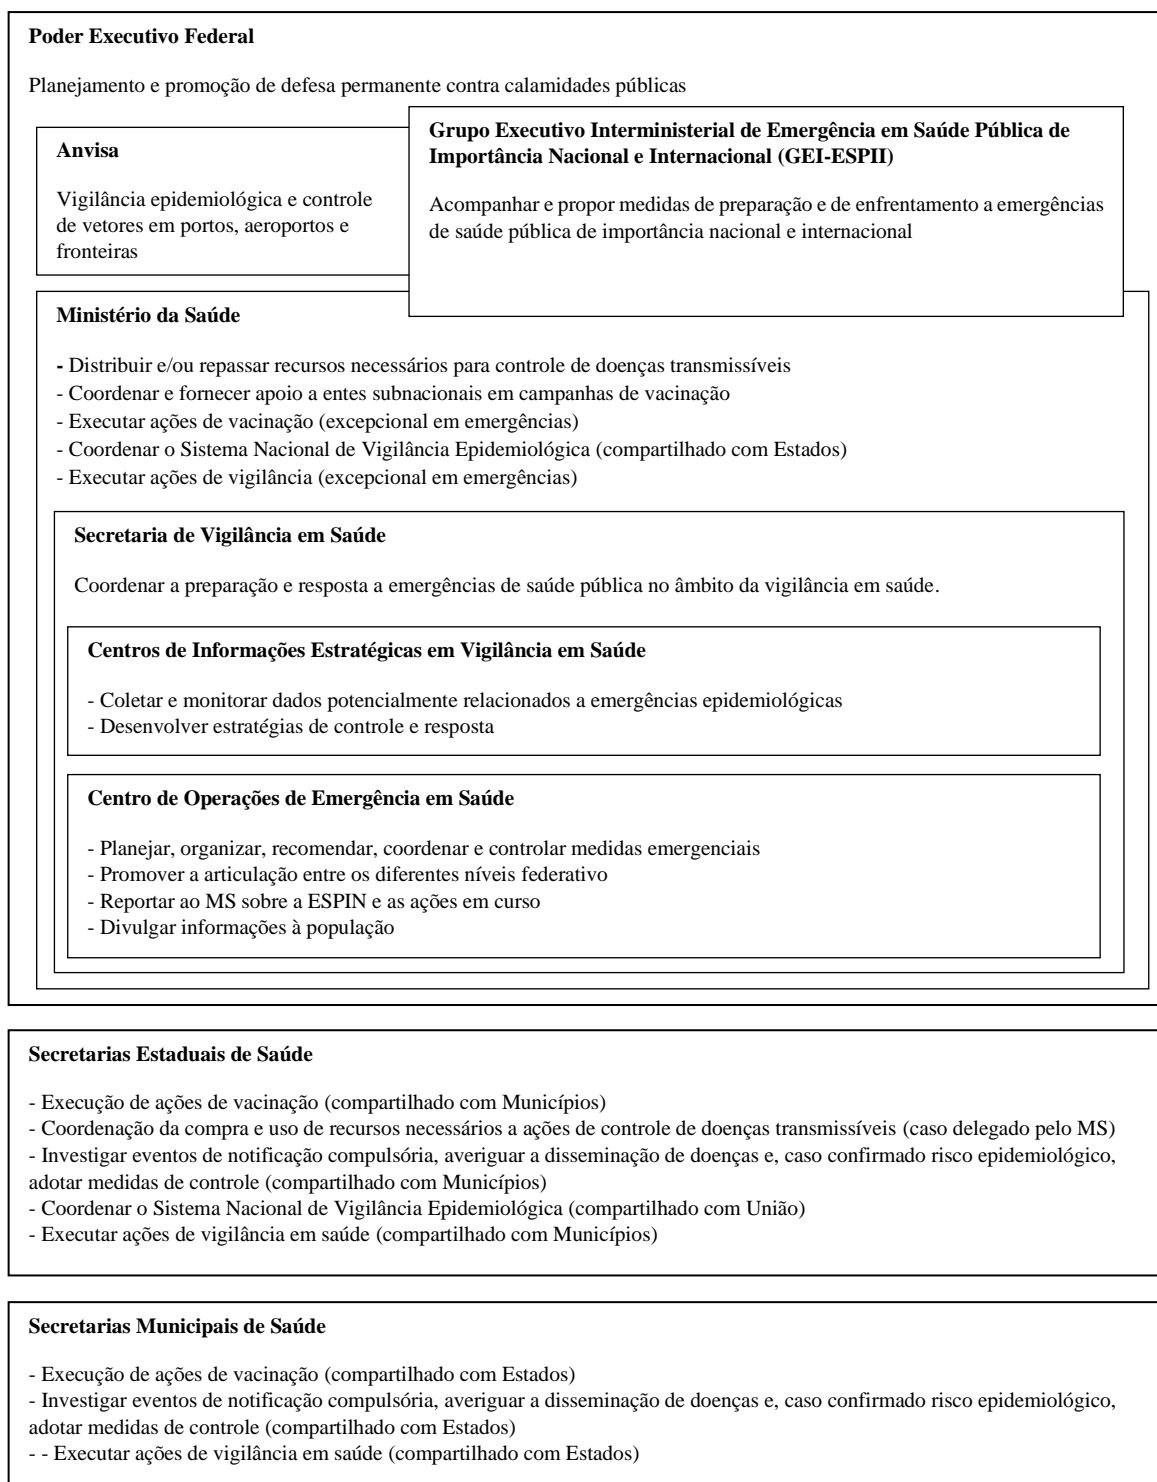 Poder Executivo Federal
Planejamento e promoção de defesa permanente contra calamidades públicas
Anvisa
Vigilância epidemiológica e controle
de vetores em portos, aeroportos e
fronteiras
Grupo Executivo Interministerial de Emergência em Saúde Pública de
Importância Nacional e Internacional (GEI-ESPII)
Acompanhar e propor medidas de preparação e de enfrentamento a emergências
de saúde pública de importância nacional e internacional
Ministério da Saúde
- Distribuir e/ou repassar recursos necessários para controle de doenças transmissíveis
- Coordenar e fornecer apoio a entes subnacionais em campanhas de vacinação
- Executar ações de vacinação (excepcional em emergências)
- Coordenar o Sistema Nacional de Vigilância Epidemiológica (compartilhado com Estados)
- Executar ações de vigilância (excepcional em emergências)
Secretaria de Vigilância em Saúde
Coordenar a preparação e resposta a emergências de saúde pública no âmbito da vigilância em saúde.
Centros de Informações Estratégicas em Vigilância em Saúde
- Coletar e monitorar dados potencialmente relacionados a emergências epidemiológicas
- Desenvolver estratégias de controle e resposta
Centro de Operações de Emergência em Saúde
- Planejar, organizar, recomendar, coordenar e controlar medidas emergenciais
- Promover a articulação entre os diferentes níveis federativo
- Reportar ao MS sobre a ESPIN e as ações em curso
- Divulgar informações à população
Secretarias Estaduais de Saúde
- Execução de ações de vacinação (compartilhado com Municípios)
- Coordenação da compra e uso de recursos necessários a ações de controle de doenças transmissíveis (caso delegado pelo MS)
- Investigar eventos de notificação compulsória, averiguar a disseminação de doenças e, caso confirmado risco epidemiológico,
adotar medidas de controle (compartilhado com Municípios)
- Coordenar o Sistema Nacional de Vigilância Epidemiológica (compartilhado com União)
- Executar ações de vigilância em saúde (compartilhado com Municípios)
Secretarias Municipais de Saúde
- Execução de ações de vacinação (compartilhado com Estados)
- Investigar eventos de notificação compulsória, averiguar a disseminação de doenças e, caso confirmado risco epidemiológico,
adotar medidas de controle (compartilhado com Estados)
- - Executar ações de vigilância em saúde (compartilhado com Estados)